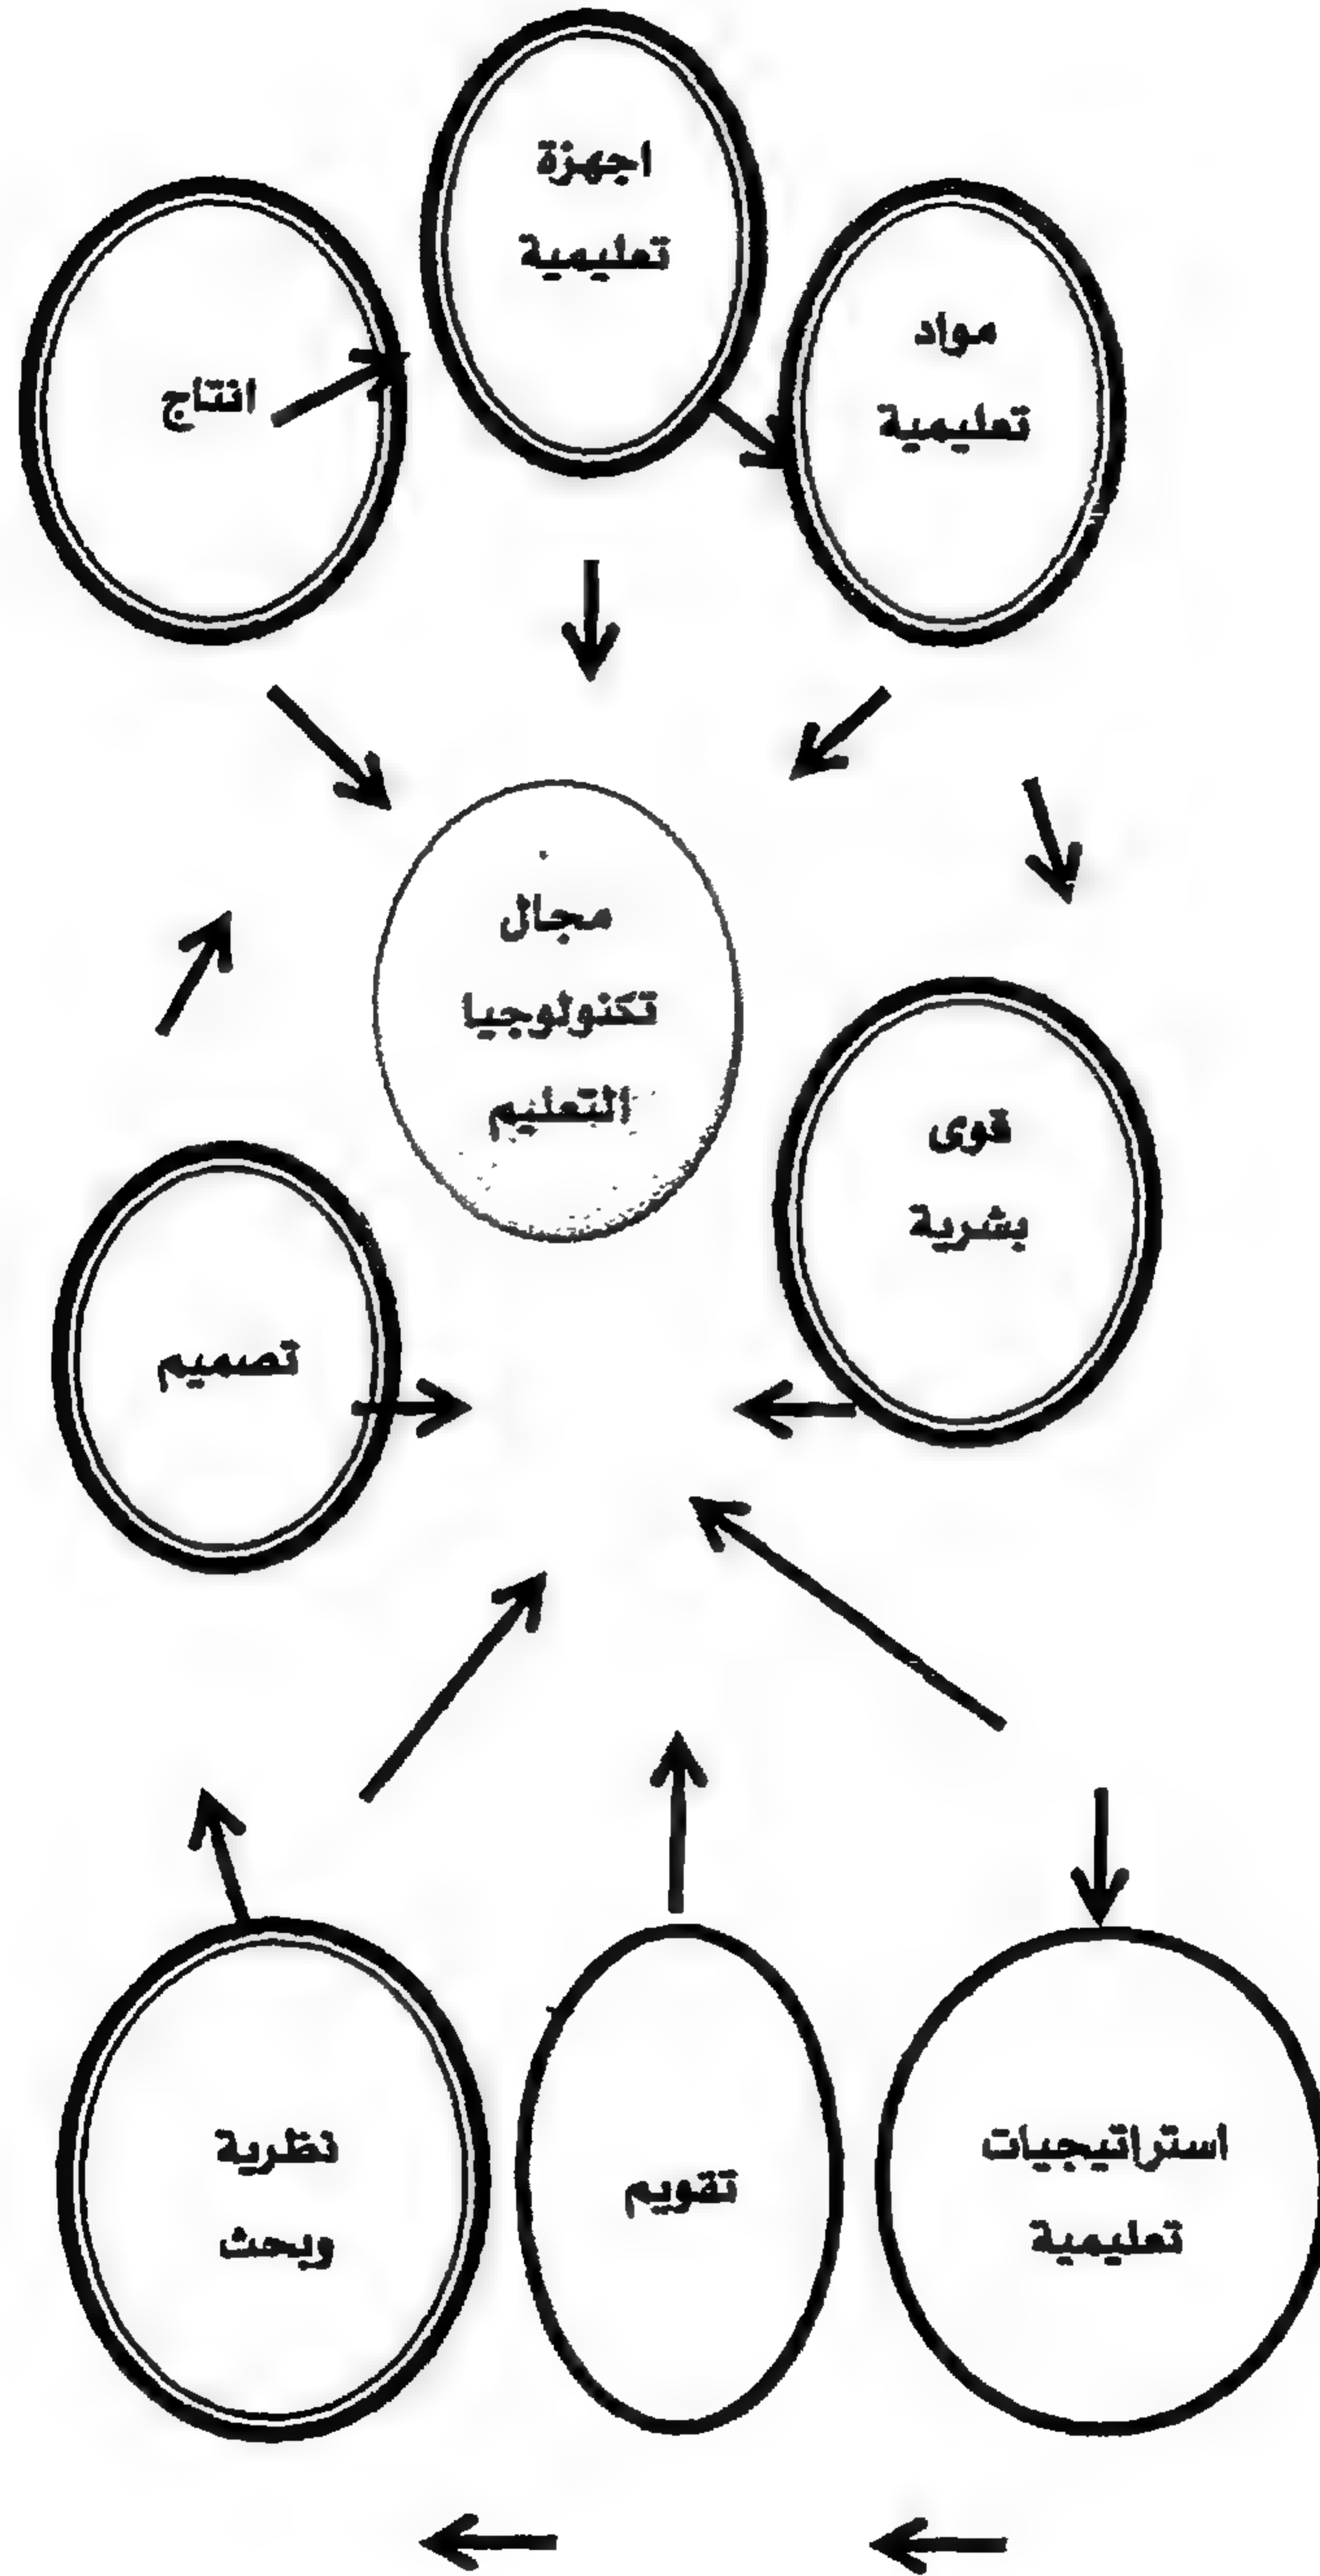 اجهزة
تعليمية
مواد
تعليمية
انتاج
مجال
تكنولوجيا
التعليم
قوى
بشرية
تصميم
استراتيجيات
تعليمية
تقويم
نظرية
وبحث